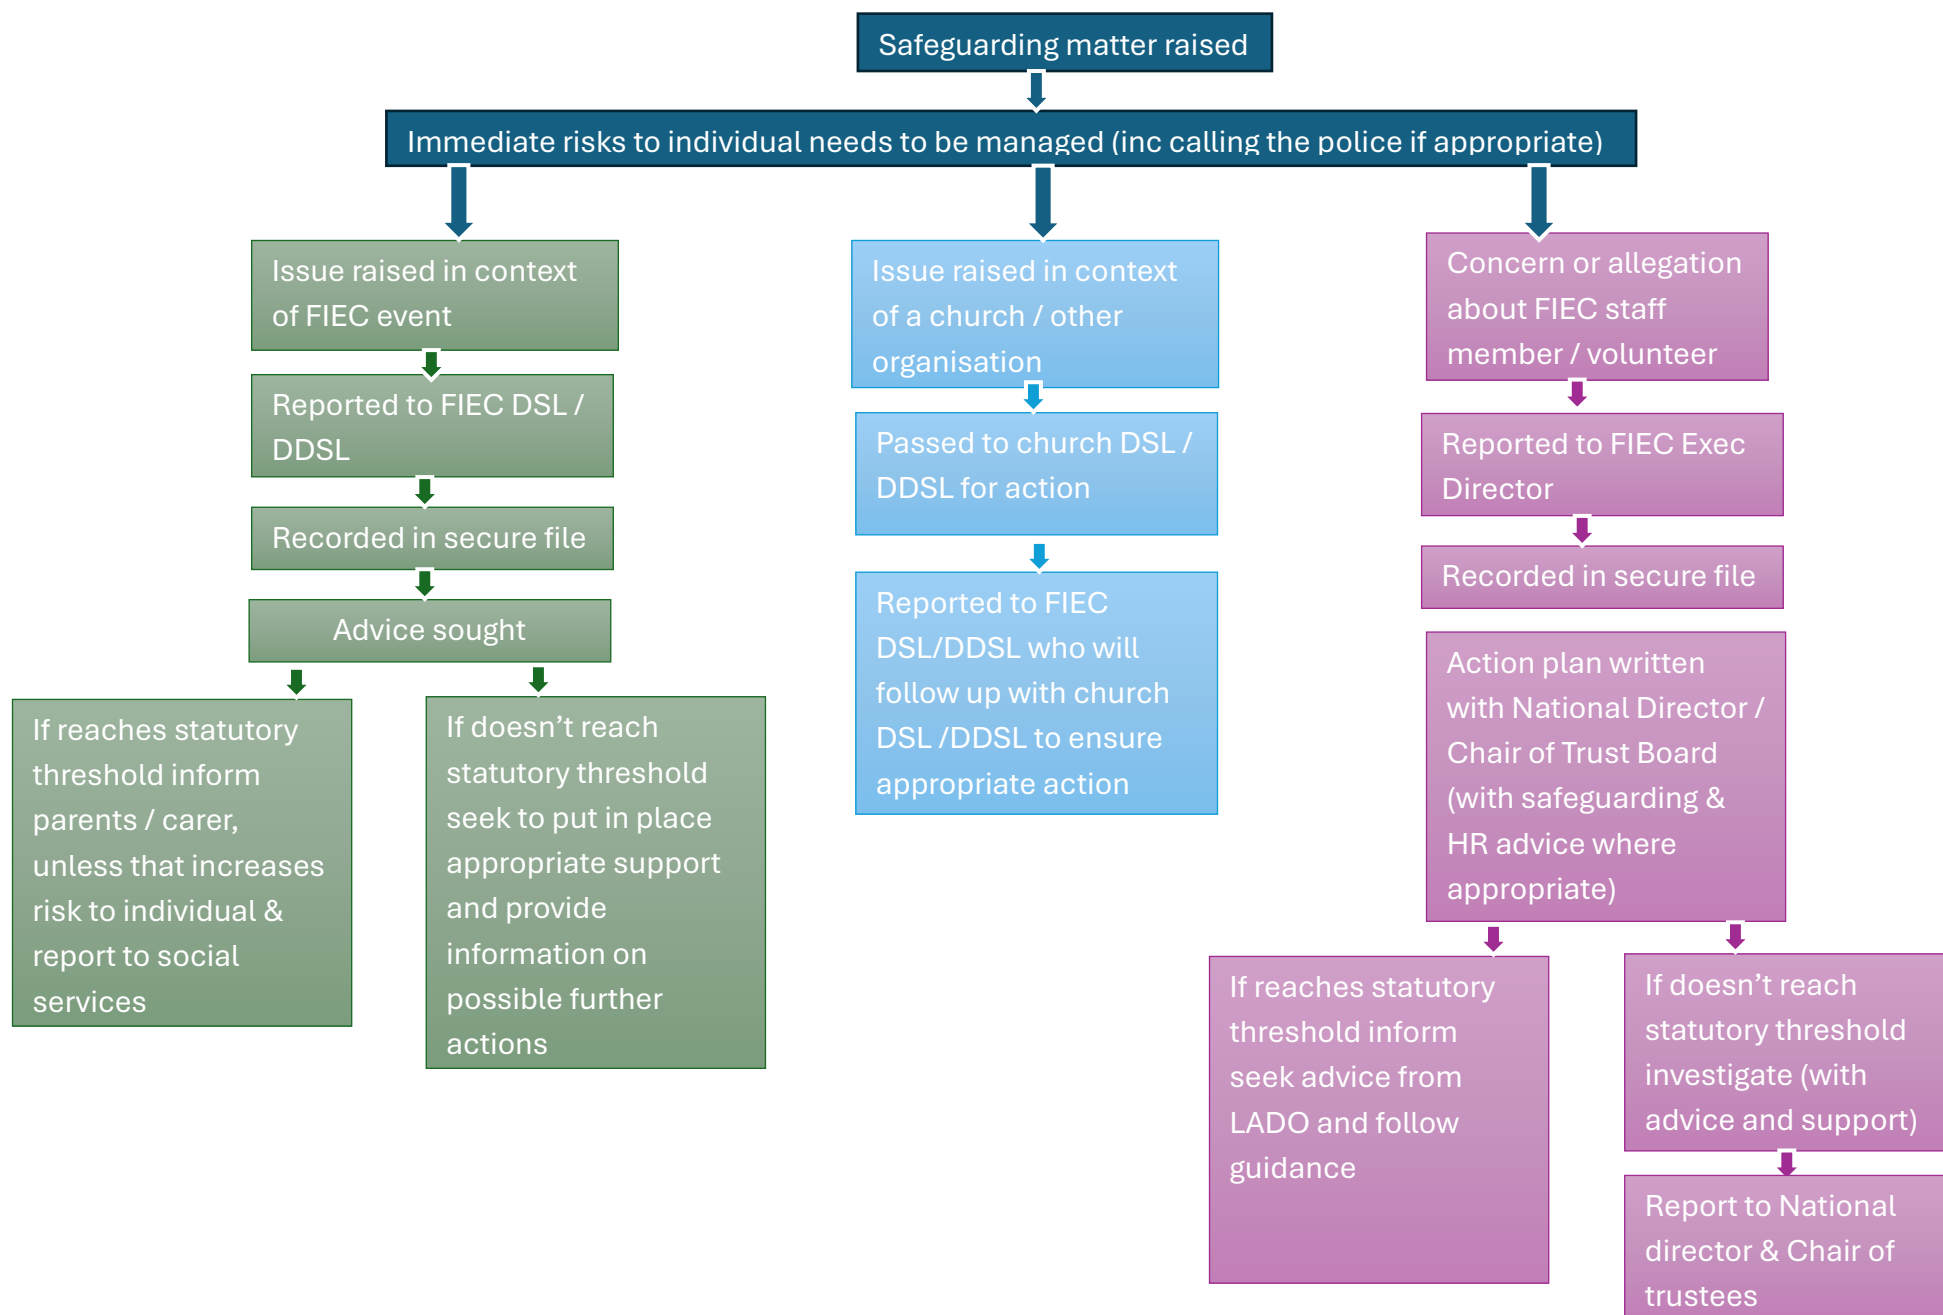 Safeguarding matter raised
Immediate risks to individual needs to be managed (inc calling the police if appropriate)
Issue raised in context
of FIEC event
Reported to FIEC DSL /
DDSL
Recorded in secure file
Advice sought
If reaches statutory
threshold inform
parents / carer,
unless that increases
risk to individual &
report to social
services
If doesn't reach
statutory threshold
seek to put in place
appropriate support
and provide
information on
possible further
actions
Issue raised in context
of a church / other
organisation
Passed to church DSL /
DDSL for action
Reported to FIEC
DSL/DDSL who will
follow up with church
DSL /DDSL to ensure
appropriate action
Concern or allegation
about FIEC staff
member / volunteer
Reported to FIEC Exec
Director
Recorded in secure file
Action plan written
with National Director /
Chair of Trust Board
(with safeguarding &
HR advice where
appropriate)
If reaches statutory
threshold inform
seek advice from
LADO and follow
guidance
If doesn't reach
statutory threshold
investigate (with
advice and support)
Report to National
director & Chair of
trustees